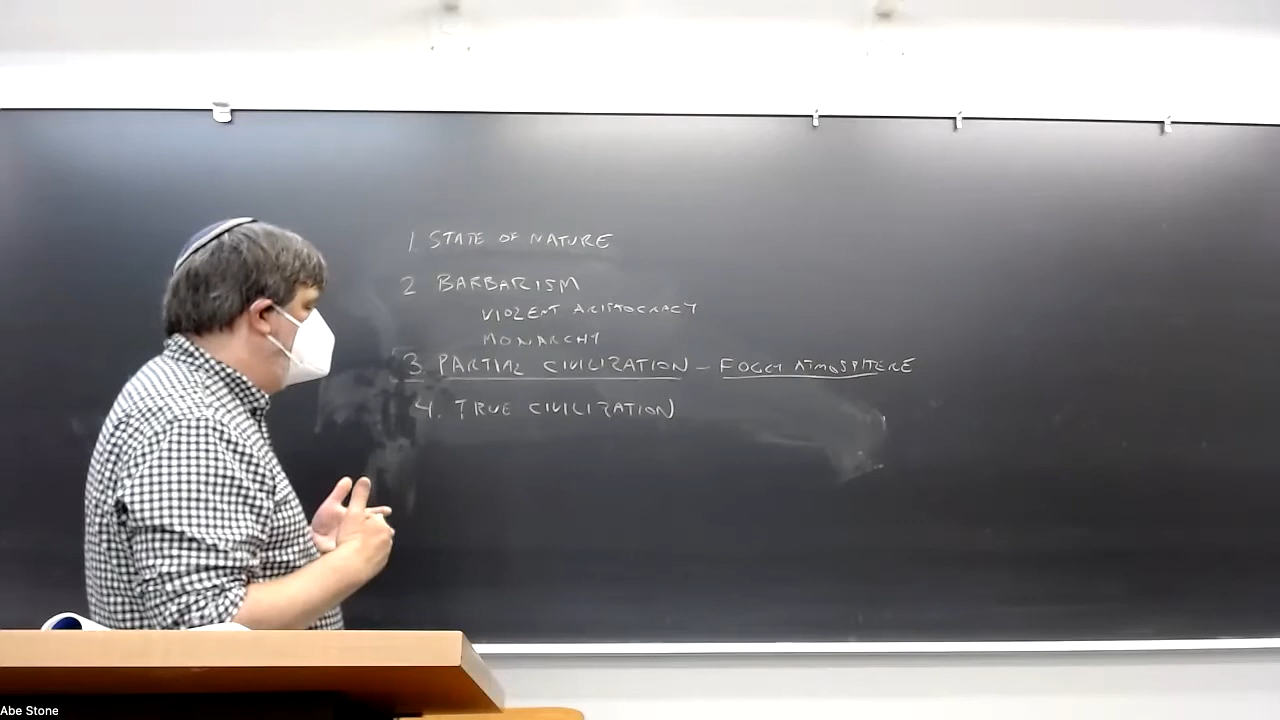 1 STATE OF NATURE
2 BARBARISM
VIOLENT ARISTOCRACY
MONARCHY
3. PARTIAL CIVILIZATION – FOGGY ATMOSPHERE
4. TRUE CIVILIZATION
Abe Stone